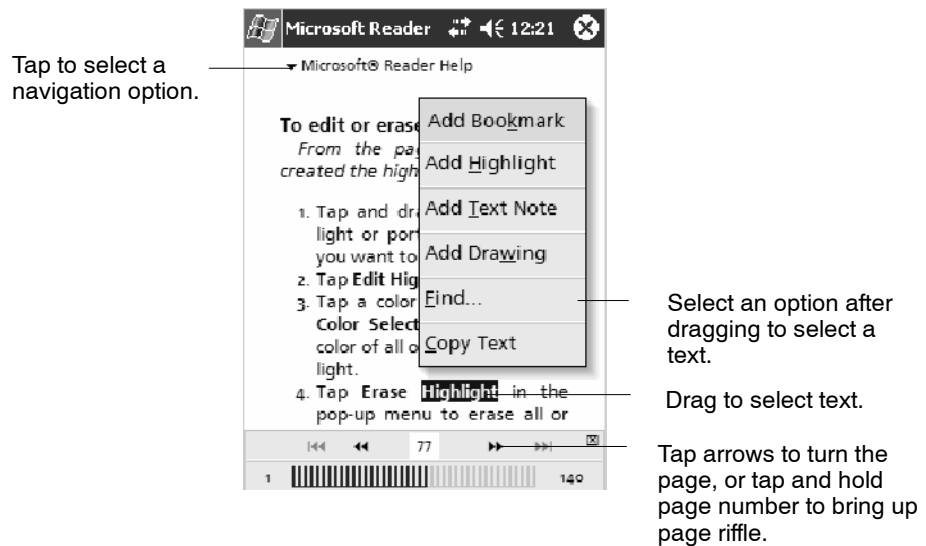 Microsoft Reader 12:21
Tap to select a
navigation option.
Microsoft® Reader Help
To edit or erase
From the pa
created the high
1. Tap and dra
light or port
you want to
2. Tap Edit Hig
3. Tap a color
Color Select
color of all o
light.
4. Tap Erase Highlight in the
pop-up menu to erase all or
Add Bookmark
Add Highlight
Add Text Note
Add Drawing
Find...
Copy Text
Select an option after
dragging to select a
text.
Drag to select text.
77
1 149
Tap arrows to turn the
page, or tap and hold
page number to bring up
page riffle.